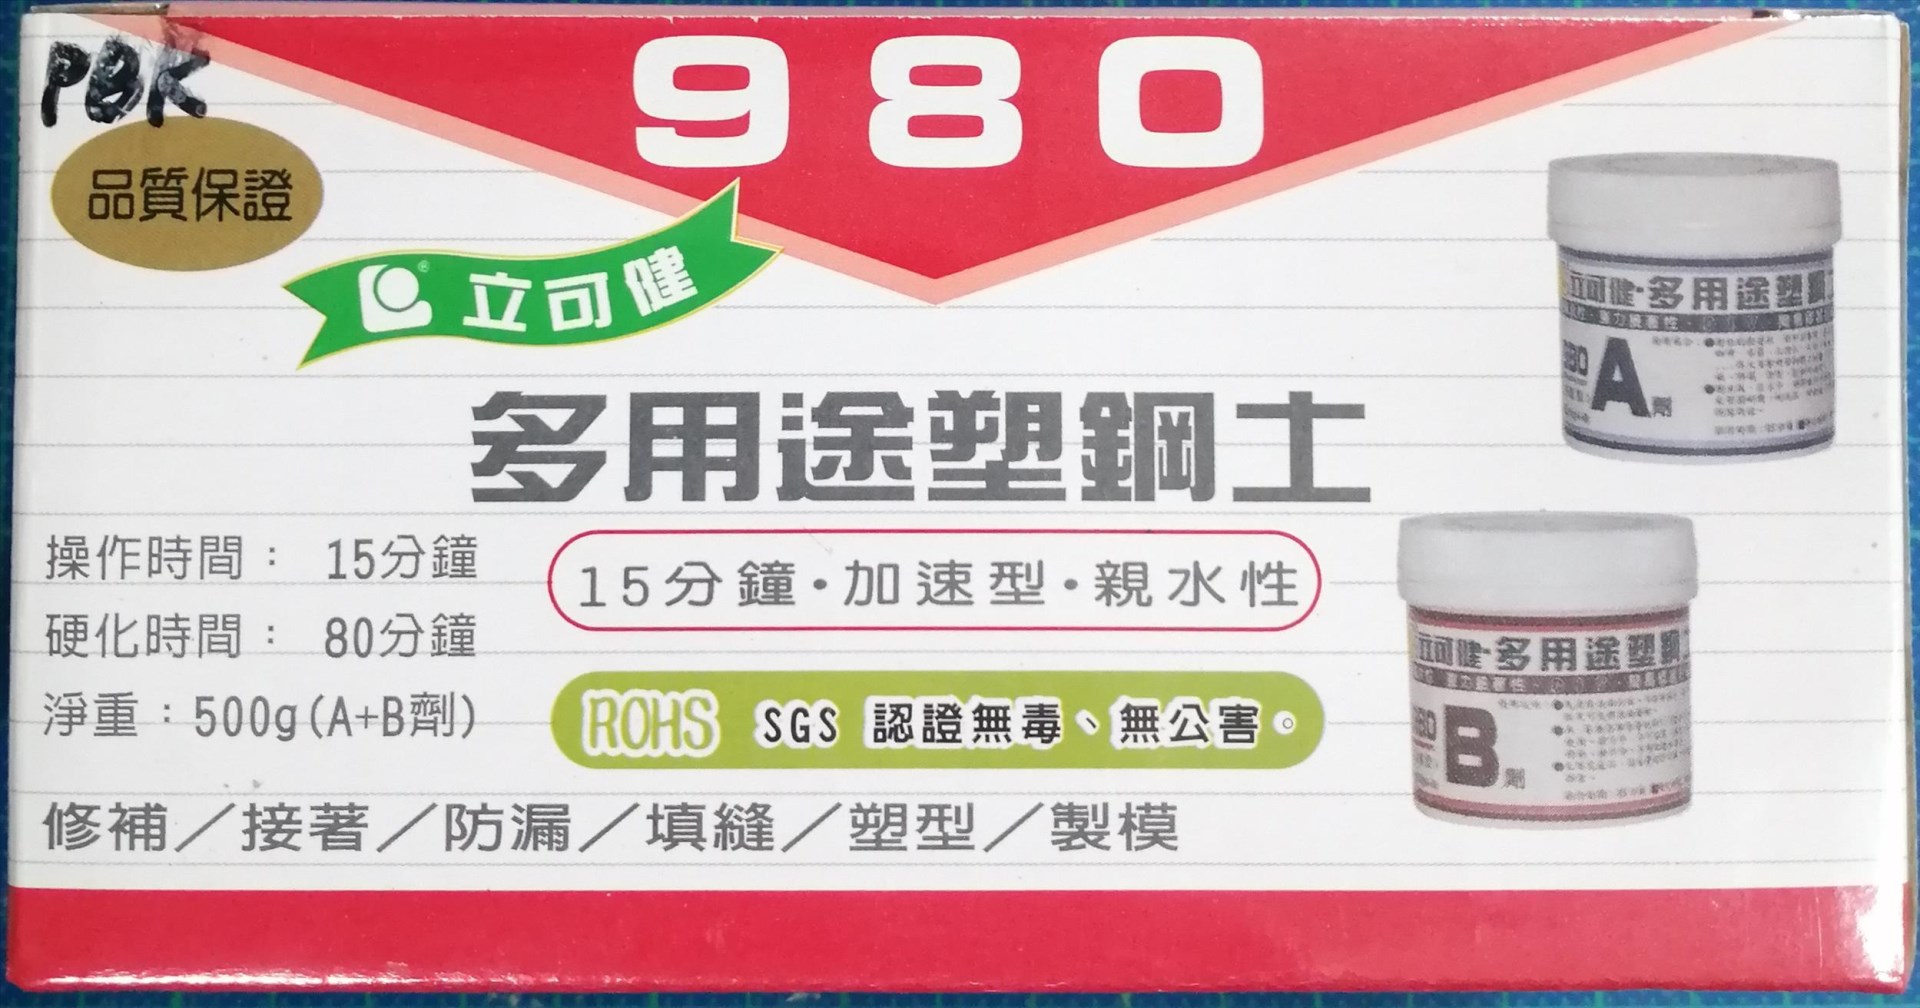 PBK
980
品質保證
立可健
多用途塑鋼土
操作時間： 15分鐘
硬化時間： 80分鐘
淨重：500g(A+B劑)
15分鐘·加速型·親水性
ROHS SGS 認證無毒、無公害。
修補／接著／防漏／填縫／塑型／製模
立可健·多用途塑鋼
980
A劑
立可健·多用途塑鋼土
980
B劑